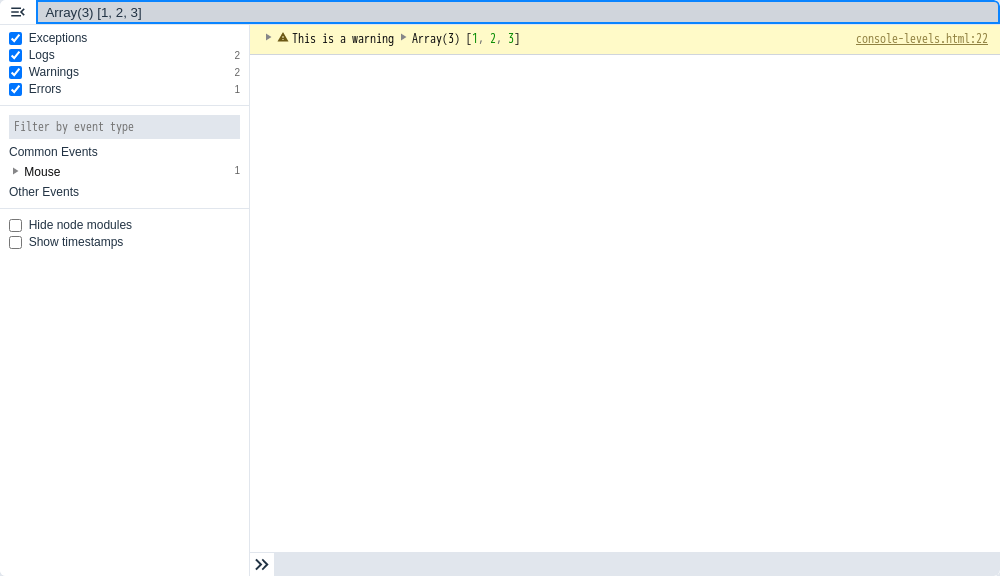 Array(3) [1, 2, 3]
Exceptions
Logs 2
Warnings 2
Errors 1
Filter by event type
Common Events
Mouse 1
Other Events
Hide node modules
Show timestamps
This is a warning Array(3) [1, 2, 3] console-levels.html:22